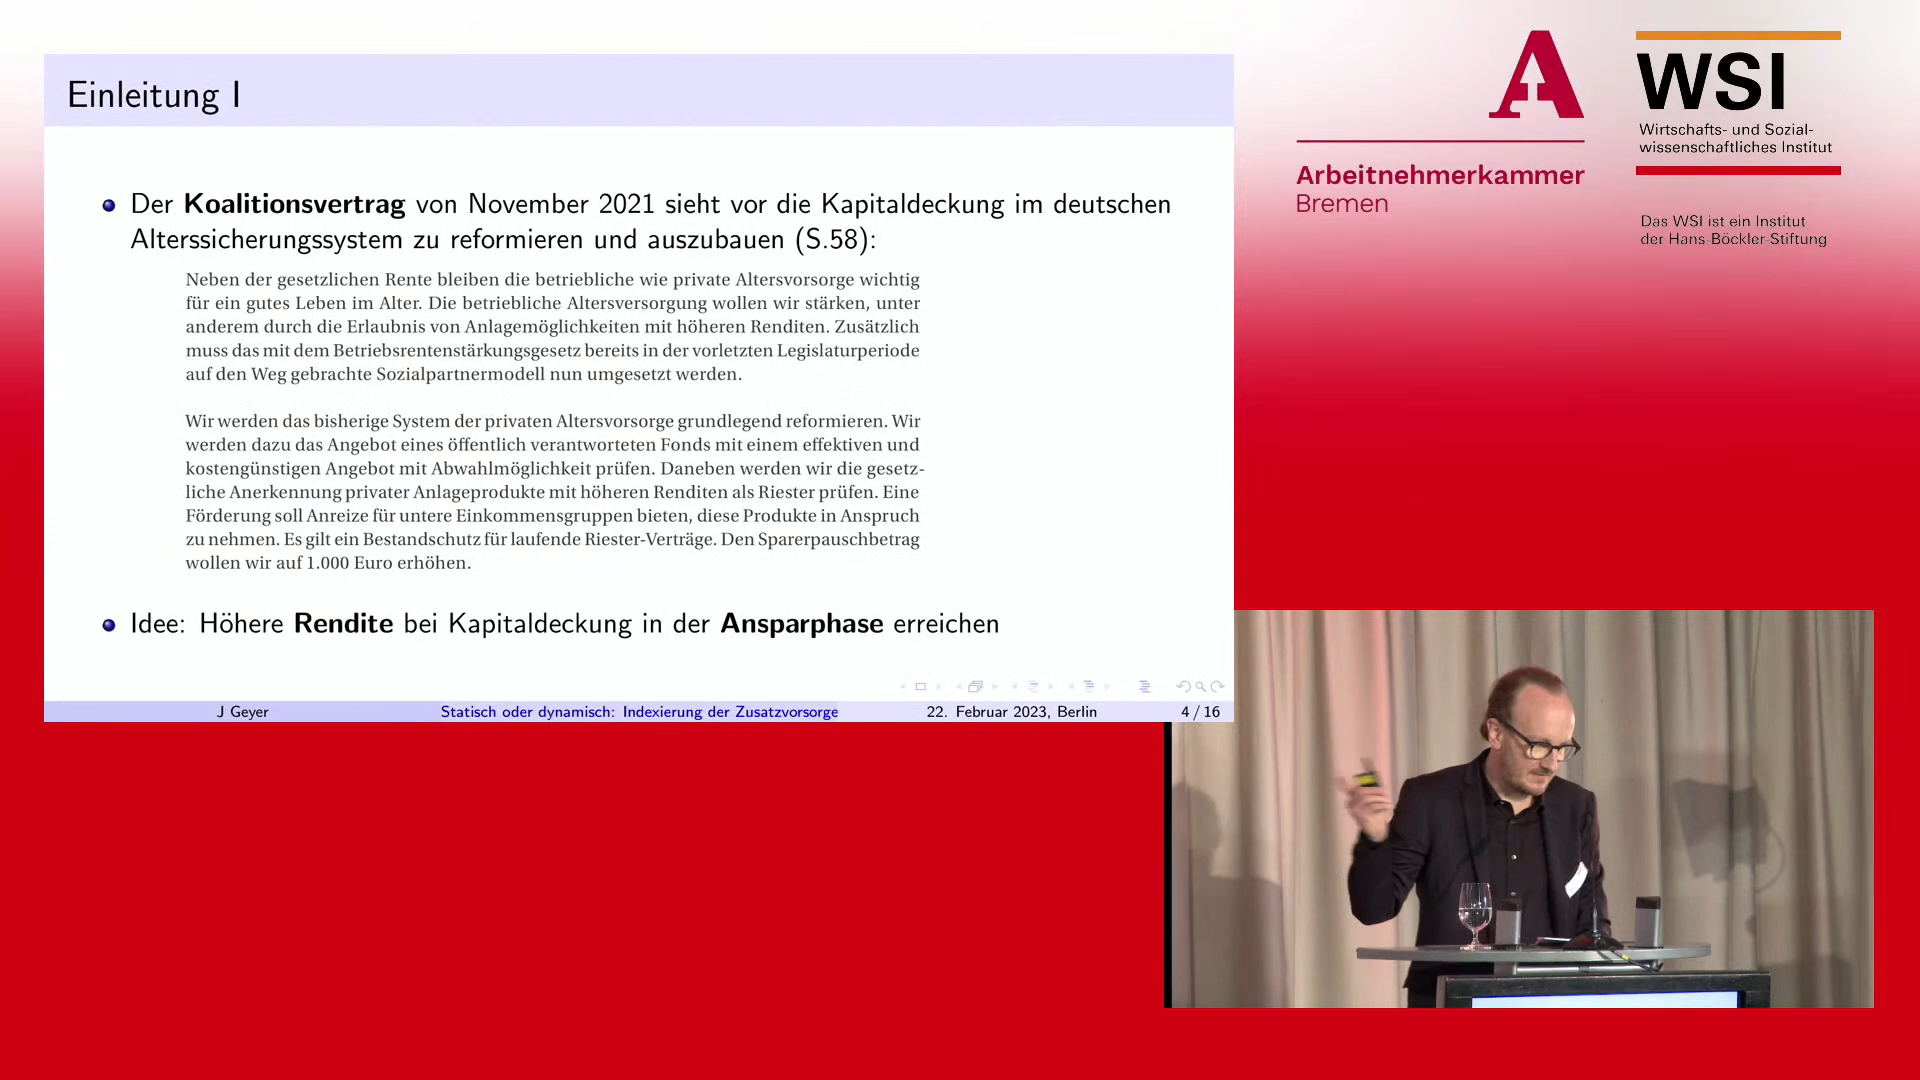 Einleitung I
Der Koalitionsvertrag von November 2021 sieht vor die Kapitaldeckung im deutschen
Alterssicherungssystem zu reformieren und auszubauen (S.58):
Neben der gesetzlichen Rente bleiben die betriebliche wie private Altersvorsorge wichtig
für ein gutes Leben im Alter. Die betriebliche Altersversorgung wollen wir stärken, unter
anderem durch die Erlaubnis von Anlagemöglichkeiten mit höheren Renditen. Zusätzlich
muss das mit dem Betriebsrentenstärkungsgesetz bereits in der vorletzten Legislaturperiode
auf den Weg gebrachte Sozialpartnermodell nun umgesetzt werden.
Wir werden das bisherige System der privaten Altersvorsorge grundlegend reformieren. Wir
werden dazu das Angebot eines öffentlich verantworteten Fonds mit einem effektiven und
kostengünstigen Angebot mit Abwahlmöglichkeit prüfen. Daneben werden wir die gesetz-
liche Anerkennung privater Anlageprodukte mit höheren Renditen als Riester prüfen. Eine
Förderung soll Anreize für untere Einkommensgruppen bieten, diese Produkte in Anspruch
zu nehmen. Es gilt ein Bestandschutz für laufende Riester-Verträge. Den Sparerpauschbetrag
wollen wir auf 1.000 Euro erhöhen.
Idee: Höhere Rendite bei Kapitaldeckung in der Ansparphase erreichen
J Geyer
Statisch oder dynamisch: Indexierung der Zusatzvorsorge
22. Februar 2023, Berlin
4 / 16
A
Arbeitnehmerkammer
Bremen
WSI
Wirtschafts- und Sozial-
wissenschaftliches Institut
Das WSI ist ein Institut
der Hans-Böckler-Stiftung